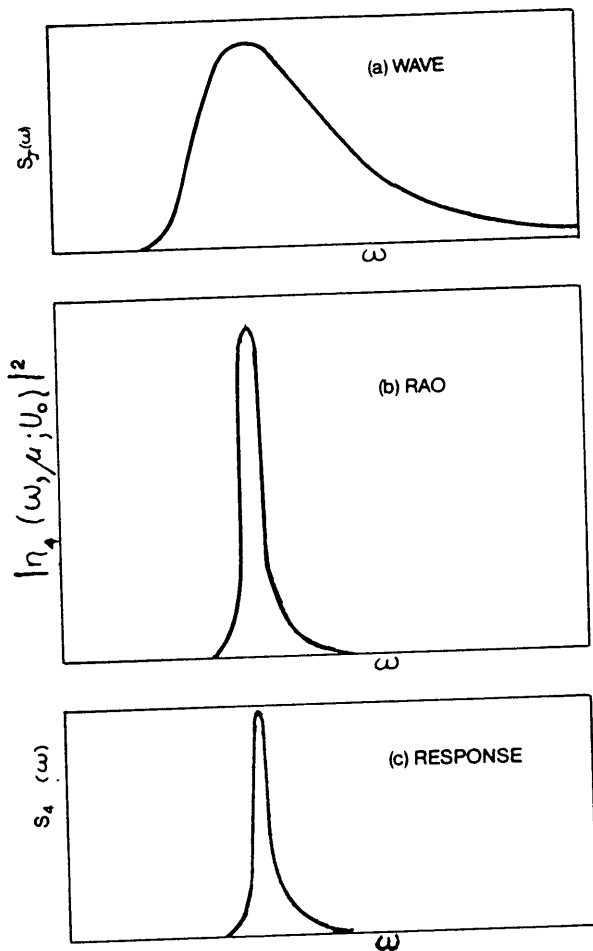 (a) WAVE
Sζ(ω)
ω
(b) RAO
|η₄ (ω, μ; U₀)|²
ω
(c) RESPONSE
S₄ (ω)
ω